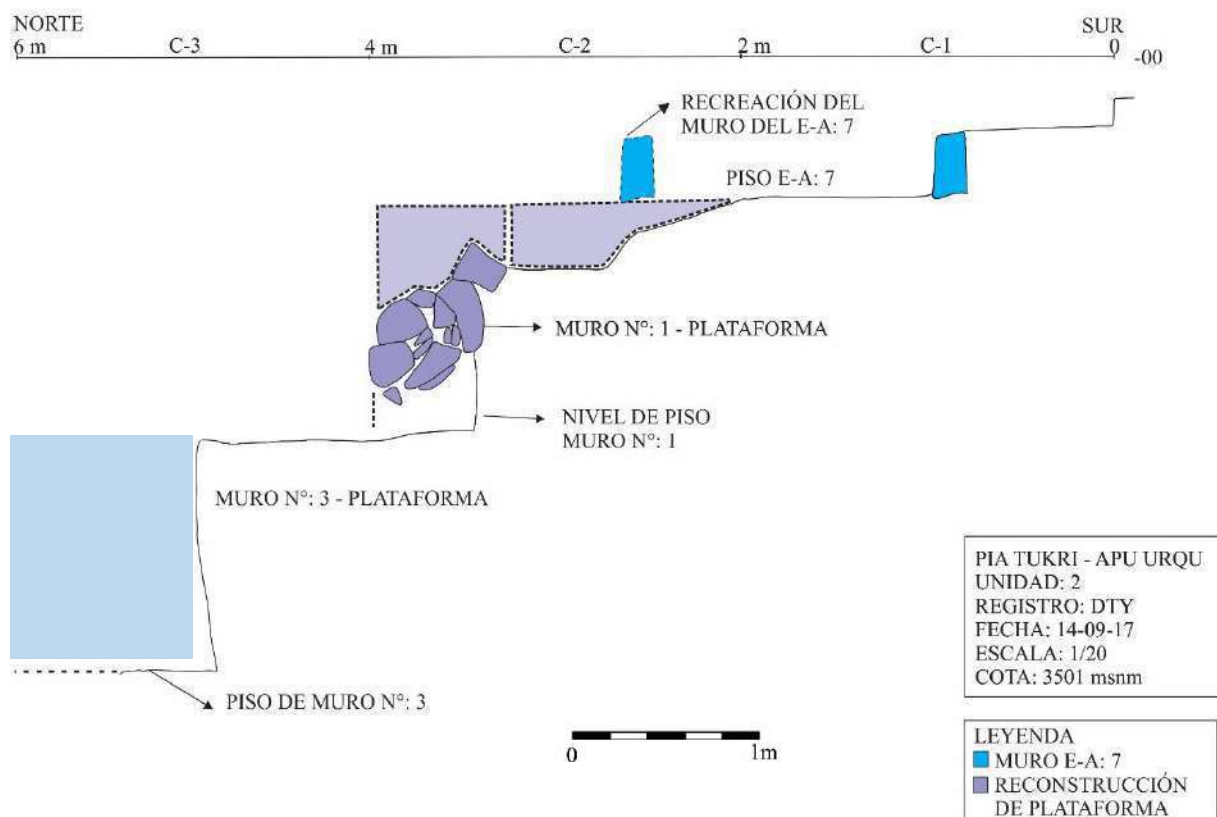 NORTE
SUR
6 m C-3 4 m C-2 2 m C-1 0 -00
RECREACIÓN DEL
MURO DEL E-A: 7
PISO E-A: 7
MURO N°: 1 - PLATAFORMA
NIVEL DE PISO
MURO N°: 1
MURO N°: 3 - PLATAFORMA
PISO DE MURO N°: 3
0 1m
PIA TUKRI - APU URQU
UNIDAD: 2
REGISTRO: DTY
FECHA: 14-09-17
ESCALA: 1/20
COTA: 3501 msnm
LEYENDA
MURO E-A: 7
RECONSTRUCCIÓN
DE PLATAFORMA